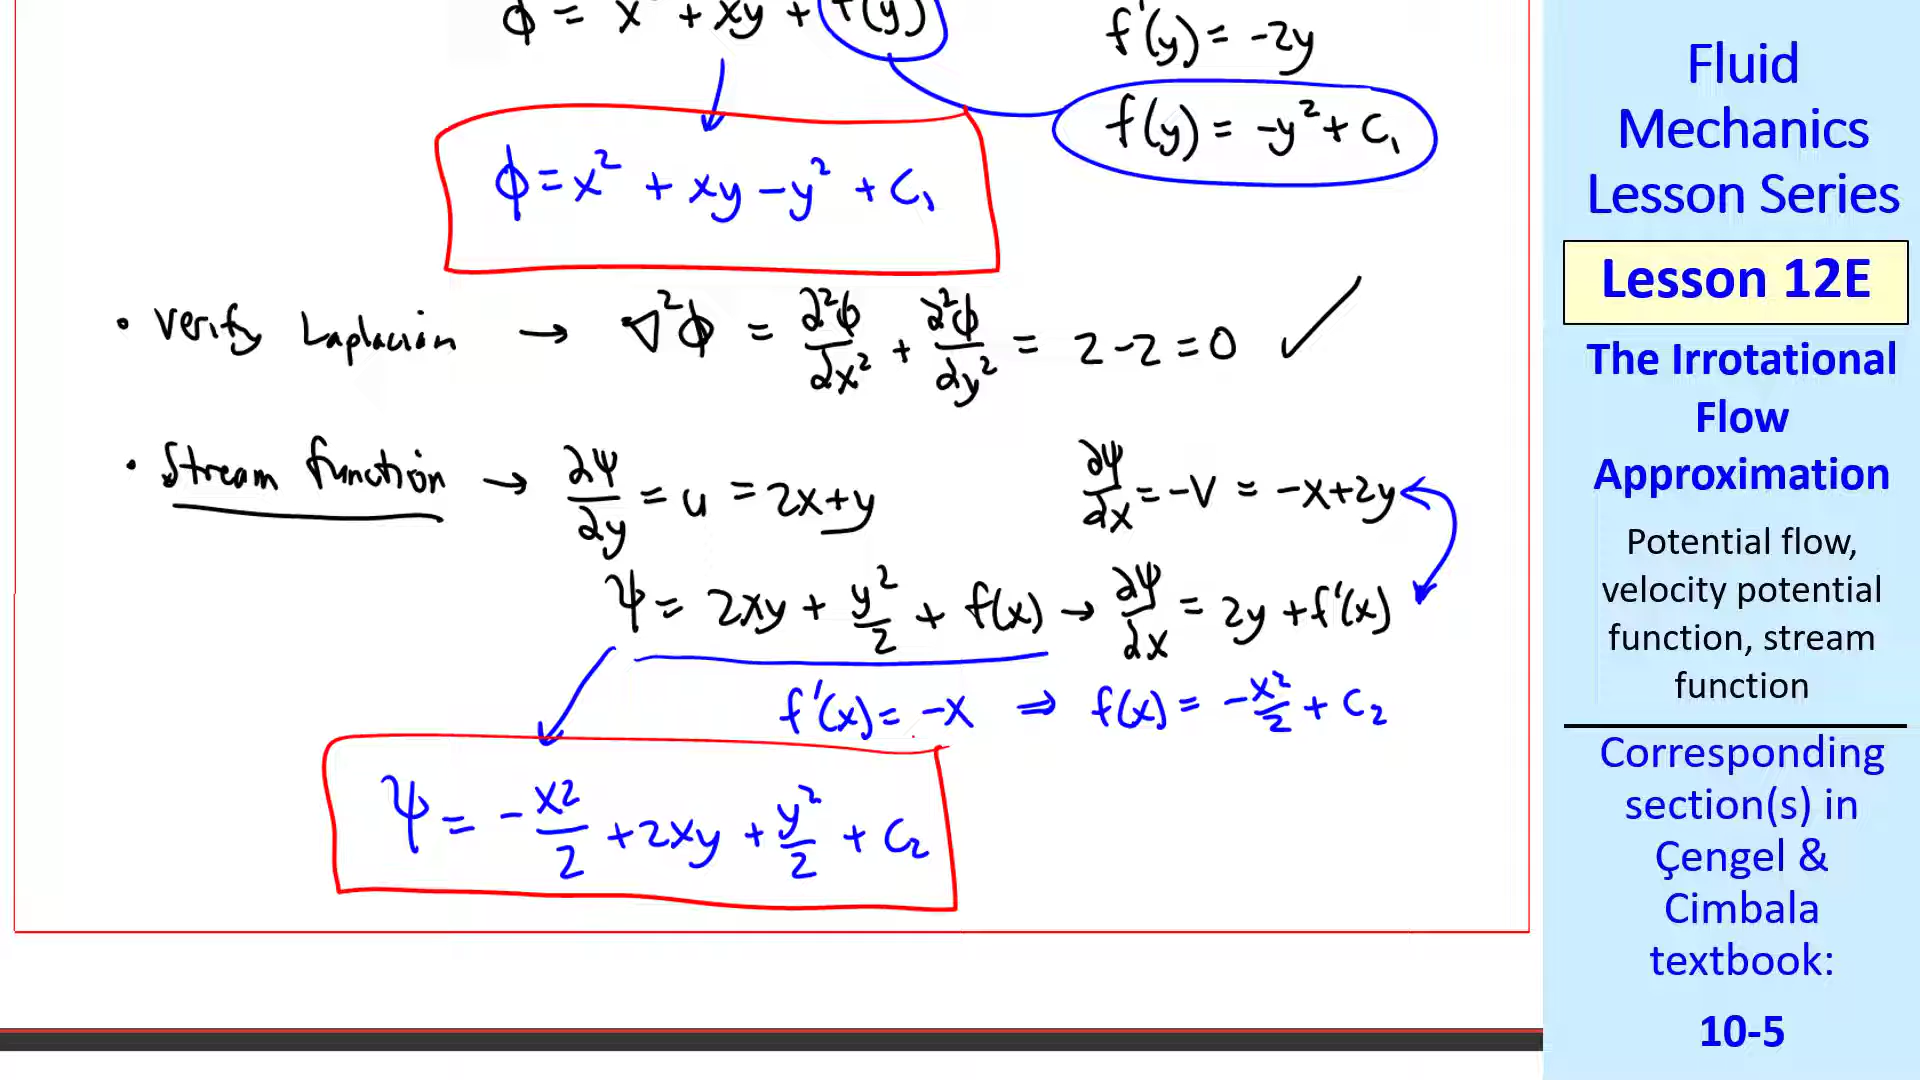 ϕ = x² + xy + f(y)
f'(y) = -2y
f(y) = -y² + C₁
ϕ = x² + xy - y² + C₁
• Verify Laplacian → ∇²ϕ = ∂²ϕ/∂x² + ∂²ϕ/∂y² = 2 - 2 = 0 ✓
• Stream function → ∂ψ/∂y = u = 2x+y
∂ψ/∂x = -v = -x+2y
ψ = 2xy + y²/2 + f(x) → ∂ψ/∂x = 2y + f'(x)
f'(x) = -x ⇒ f(x) = -x²/2 + C₂
ψ = -x²/2 + 2xy + y²/2 + C₂
Fluid
Mechanics
Lesson Series
Lesson 12E
The Irrotational
Flow
Approximation
Potential flow,
velocity potential
function, stream
function
Corresponding
section(s) in
Çengel &
Cimbala
textbook:
10-5